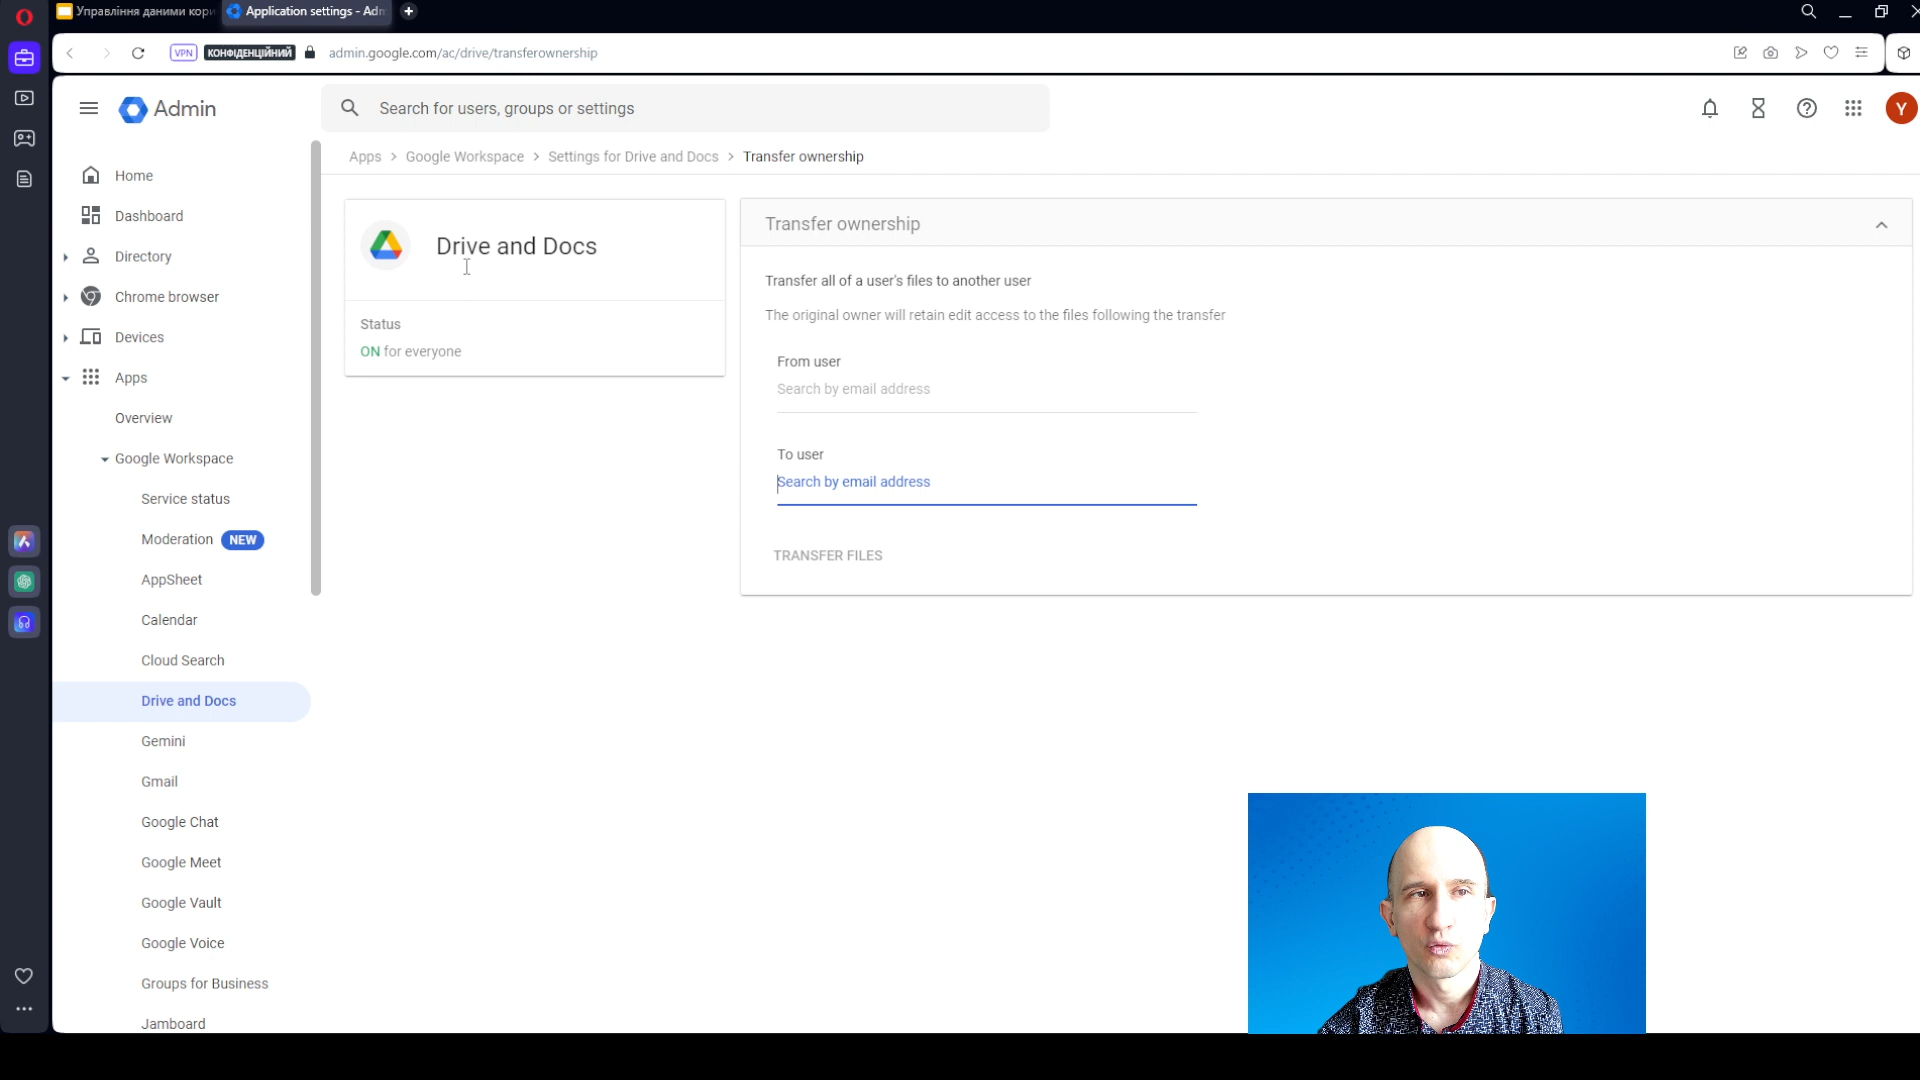 Управління даними кори
Application settings - Adm
VPN
КОНФІДЕНЦІЙНИЙ
admin.google.com/ac/drive/transferownership
Admin
Search for users, groups or settings
Y
Home
Dashboard
Directory
Chrome browser
Devices
Apps
Overview
Google Workspace
Service status
Moderation NEW
AppSheet
Calendar
Cloud Search
Drive and Docs
Gemini
Gmail
Google Chat
Google Meet
Google Vault
Google Voice
Groups for Business
Jamboard
Apps > Google Workspace > Settings for Drive and Docs > Transfer ownership
Drive and Docs
Status
ON for everyone
Transfer ownership
Transfer all of a user's files to another user
The original owner will retain edit access to the files following the transfer
From user
Search by email address
To user
Search by email address
TRANSFER FILES